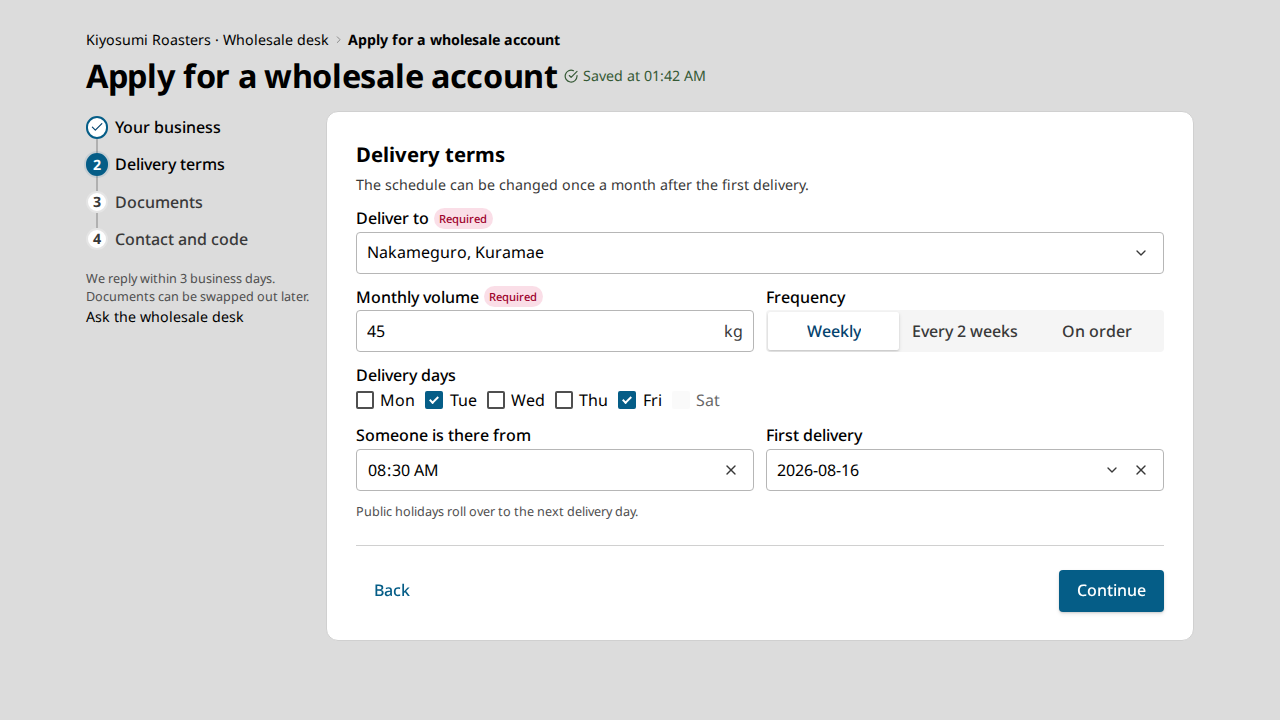 Kiyosumi Roasters · Wholesale desk › Apply for a wholesale account
Apply for a wholesale account Saved at 01:42 AM
Your business
2 Delivery terms
3 Documents
4 Contact and code
We reply within 3 business days.
Documents can be swapped out later.
Ask the wholesale desk
Delivery terms
The schedule can be changed once a month after the first delivery.
Deliver to Required
Nakameguro, Kuramae
Monthly volume Required
45 kg
Frequency
Weekly Every 2 weeks On order
Delivery days
Mon Tue Wed Thu Fri Sat
Someone is there from
08:30 AM
First delivery
2026-08-16
Public holidays roll over to the next delivery day.
Back Continue